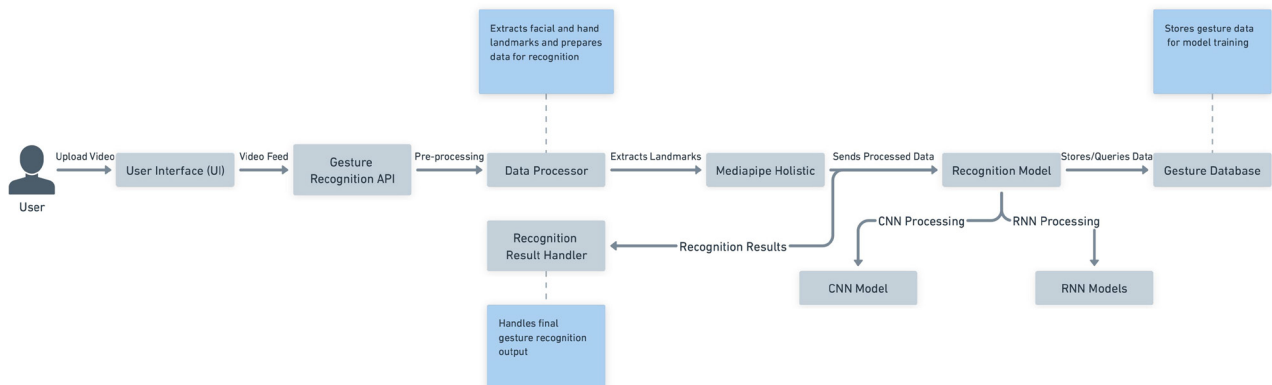 Extracts facial and hand
landmarks and prepares
data for recognition
Stores gesture data
for model training
Upload Video
Video Feed
Pre-processing
Extracts Landmarks
Sends Processed Data
Stores/Queries Data
User
User Interface (UI)
Gesture
Recognition API
Data Processor
Mediapipe Holistic
Recognition Model
Gesture Database
CNN Processing
RNN Processing
Recognition
Result Handler
Recognition Results
CNN Model
RNN Models
Handles final
gesture recognition
output